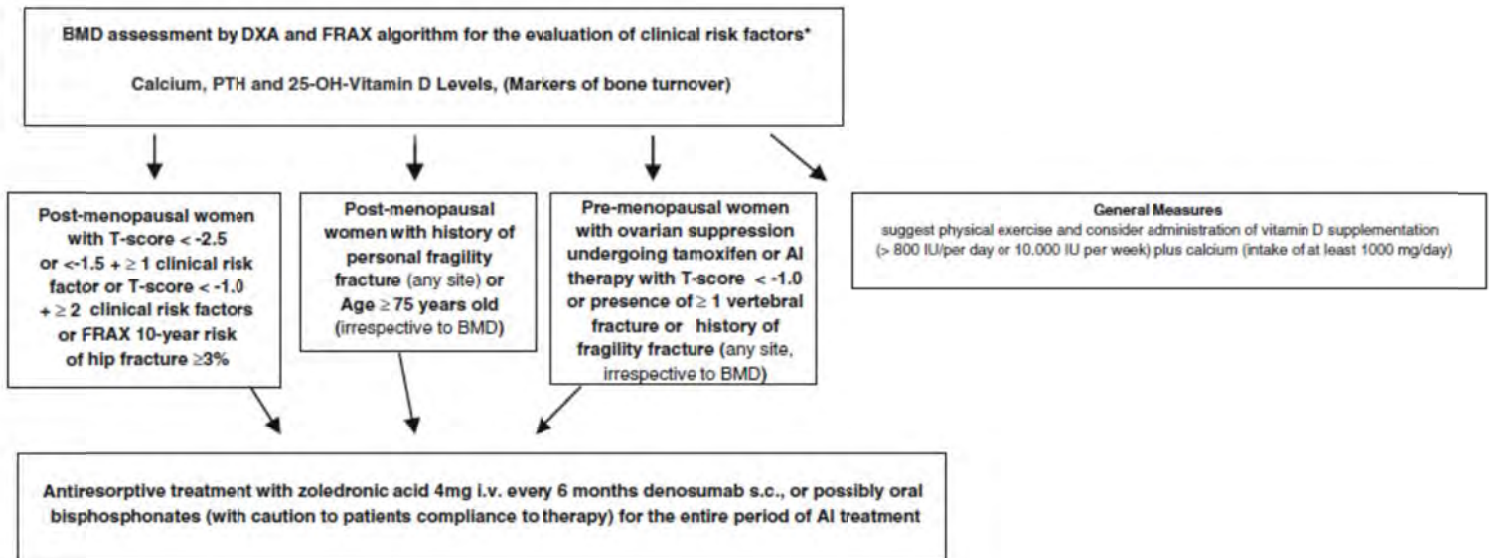 BMD assessment by DXA and FRAX algorithm for the evaluation of clinical risk factors*
Calcium, PTH and 25-OH-Vitamin D Levels, (Markers of bone turnover)
Post-menopausal women
with T-score < -2.5
or <-1.5 + ≥ 1 clinical risk
factor or T-score < -1.0
+ ≥ 2 clinical risk factors
or FRAX 10-year risk
of hip fracture ≥3%
Post-menopausal
women with history of
personal fragility
fracture (any site) or
Age ≥ 75 years old
(irrespective to BMD)
Pre-menopausal women
with ovarian suppression
undergoing tamoxifen or AI
therapy with T-score < -1.0
or presence of ≥ 1 vertebral
fracture or history of
fragility fracture (any site,
irrespective to BMD)
General Measures
suggest physical exercise and consider administration of vitamin D supplementation
(> 800 IU/per day or 10.000 IU per week) plus calcium (intake of at least 1000 mg/day)
Antiresorptive treatment with zoledronic acid 4mg i.v. every 6 months denosumab s.c., or possibly oral
bisphosphonates (with caution to patients compliance to therapy) for the entire period of AI treatment